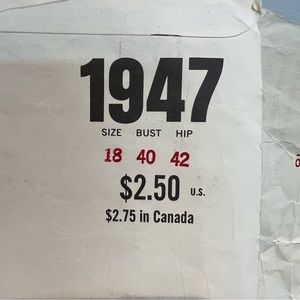 1947
SIZE BUST HIP
18 40 42
$2.50 U.S.
$2.75 in Canada